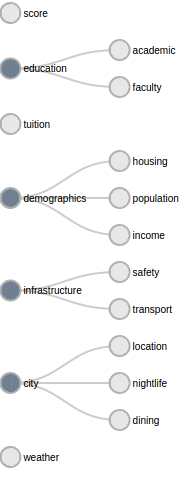 score
academic
education
faculty
tuition
housing
demographics
population
income
safety
infrastructure
transport
location
city
nightlife
dining
weather